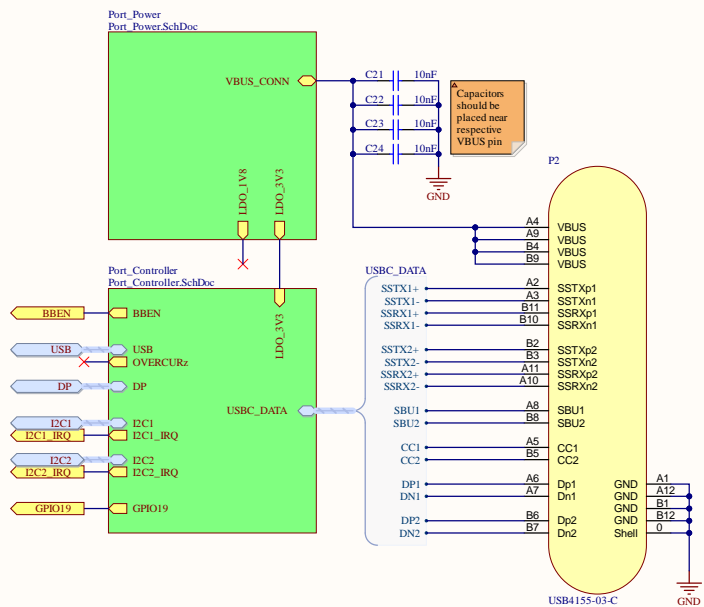 Port_Power
Port_Power.SchDoc
VBUS_CONN
LDO_1V8
LDO_3V3
C21 10nF
C22 10nF
C23 10nF
C24 10nF
GND
Capacitors
should be
placed near
respective
VBUS pin
Port_Controller
Port_Controller.SchDoc
LDO_3V3
BBEN BBEN
USB USB
OVERCURz
DP DP
I2C1 I2C1
I2C1_IRQ I2C1_IRQ
I2C2 I2C2
I2C2_IRQ I2C2_IRQ
GPIO19 GPIO19
USBC_DATA
USBC_DATA
P2
A4 VBUS
A9 VBUS
B4 VBUS
B9 VBUS
SSTX1+ A2 SSTXp1
SSTX1- A3 SSTXn1
SSRX1+ B11 SSRXp1
SSRX1- B10 SSRXn1
SSTX2+ B2 SSTXp2
SSTX2- B3 SSTXn2
SSRX2+ A11 SSRXp2
SSRX2- A10 SSRXn2
SBU1 A8 SBU1
SBU2 B8 SBU2
CC1 A5 CC1
CC2 B5 CC2
DP1 A6 Dp1 GND A1
DN1 A7 Dn1 GND A12
GND B1
DP2 B6 Dp2 GND B12
DN2 B7 Dn2 Shell 0
USB4155-03-C
GND